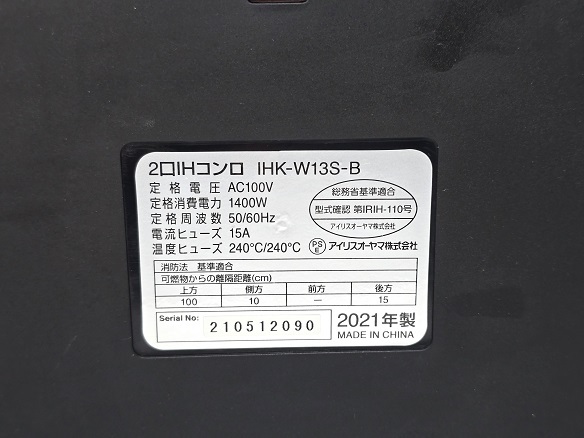 2口IHコンロ IHK-W13S-B
定格電圧 AC100V
定格消費電力 1400W
定格周波数 50/60Hz
電流ヒューズ 15A
温度ヒューズ 240℃/240℃
総務省基準適合
型式確認 第IRIH-110号
アイリスオーヤマ株式会社
PS E アイリスオーヤマ株式会社
消防法 基準適合
可燃物からの離隔距離(cm)
上方 側方 前方 後方
100 10 — 15
Serial No: 210512090
2021年製
MADE IN CHINA